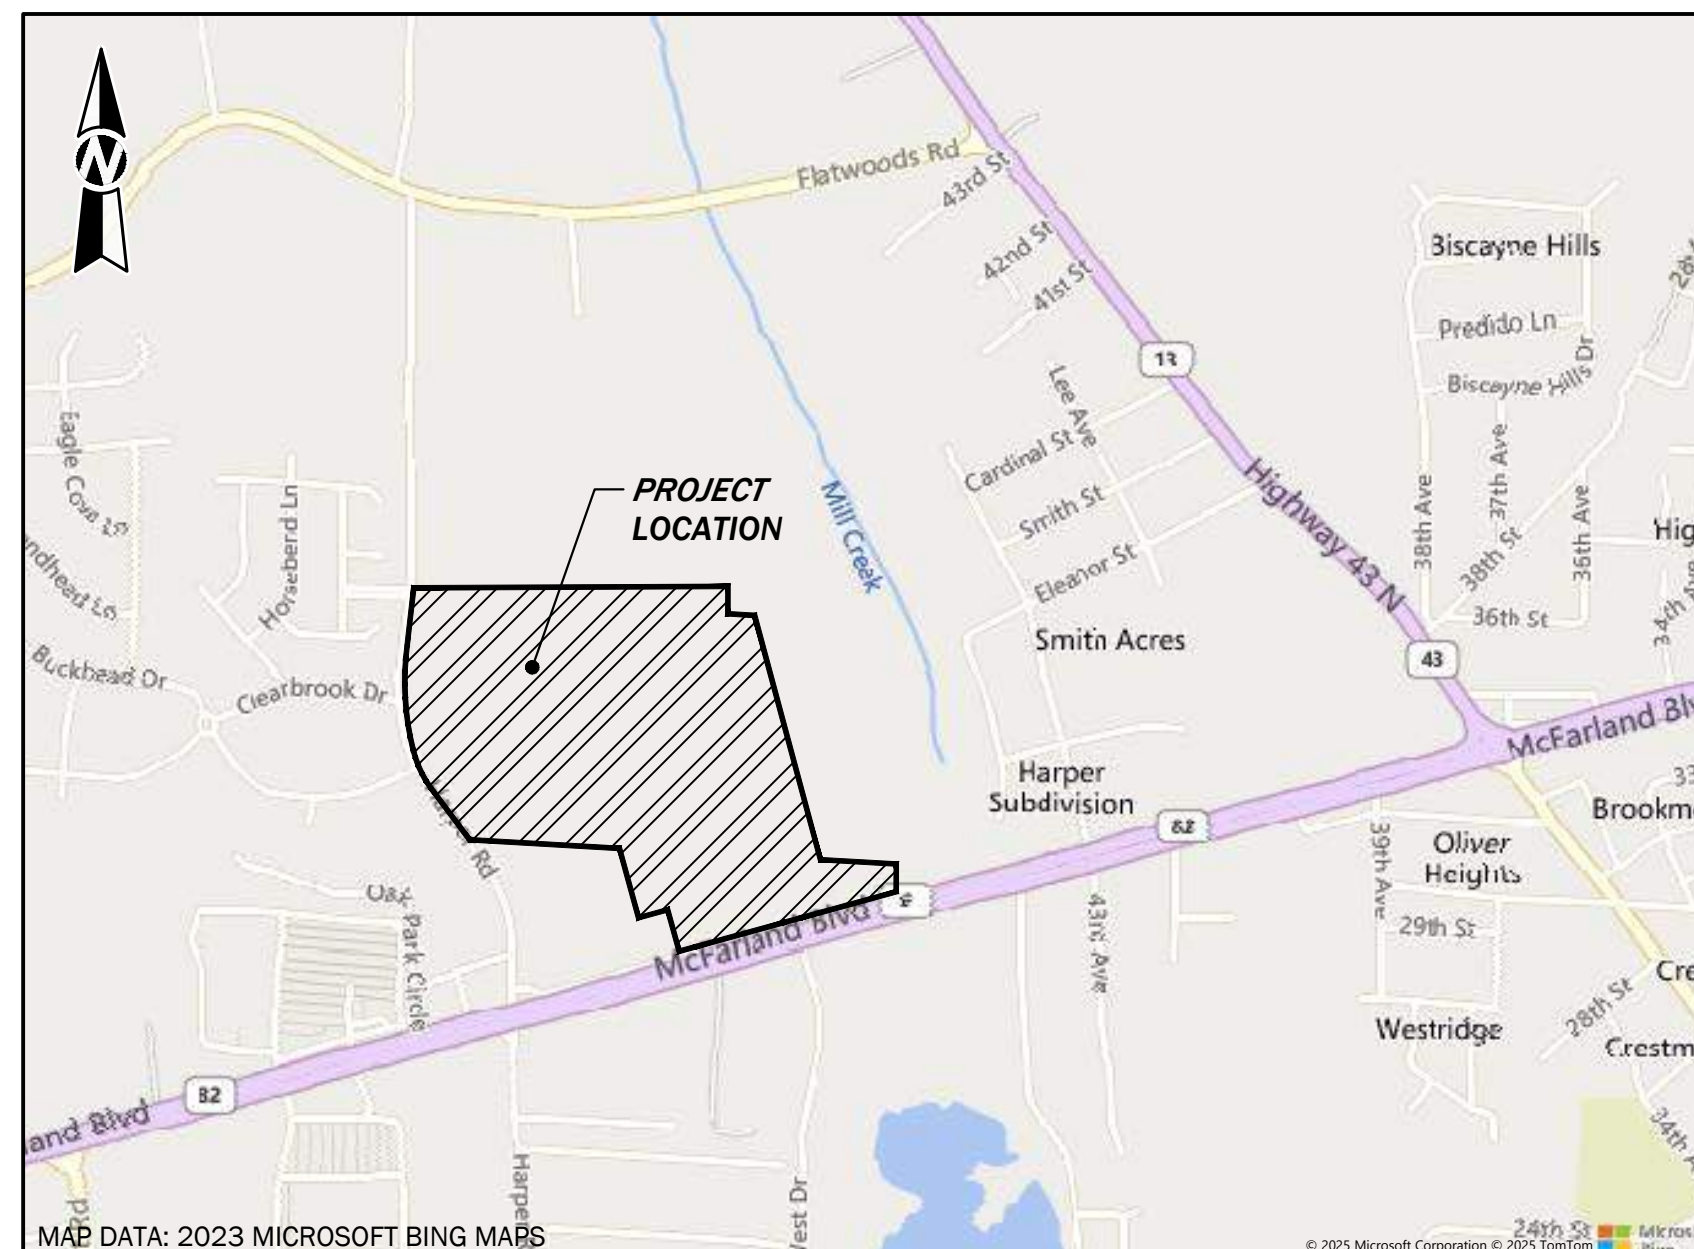 N
Flatwoods Rd
43rd St
42nd St
41st St
Biscayne Hills
Predido Ln
Biscayne Hills Dr
13
Lee Ave
Cardinal St
Smith St
Eleanor St
Highway 43 N
38th Ave
37th Ave
38th St
36th Ave
36th St
34th
Eagle Cove Ln
Horseberd Ln
PROJECT
LOCATION
Mill Creek
Smith Acres
43
Buckhead Dr
Clearbrook Dr
McFarland
Harper
Subdivision
82
Oliver
Heights
39th Ave
29th St
Rd
McFarland Blvd
Oak Park Circle
43rd Ave
Westridge
28th St
82
Blvd
34th
Rd
24th St
MAP DATA: 2023 MICROSOFT BING MAPS
© 2025 Microsoft Corporation © 2025 TomTom